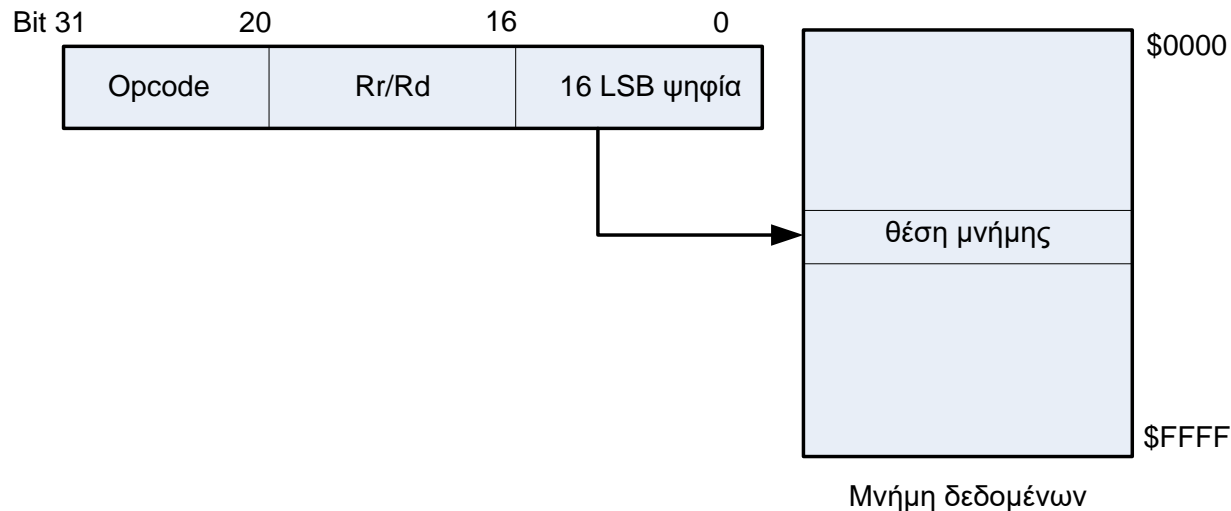 Bit 31 20 16 0
$0000
Opcode Rr/Rd 16 LSB ψηφία
θέση μνήμης
$FFFF
Μνήμη δεδομένων